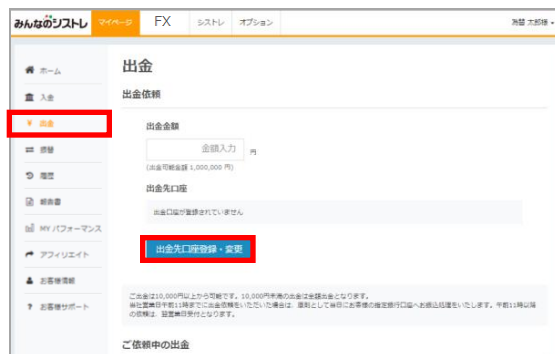 みんなのシストレ マイページ FX シストレ オプション 為替 太郎様
出金
ホーム
出金依頼
入金
出金
出金金額
金額入力 円
振替
(出金可能金額 1,000,000 円)
履歴
出金先口座
報告書
出金口座が登録されていません
MY パフォーマンス
出金先口座登録・変更
アフィリエイト
お客様情報
お客様サポート
ご出金は10,000円以上から可能です。10,000円未満の出金は全額出金となります。
当社営業日午前11時までに出金依頼をいただいた場合は、原則として当日にお客様の指定銀行口座へお振込処理をいたします。午前11時以降
の依頼は、翌営業日受付となります。
ご依頼中の出金